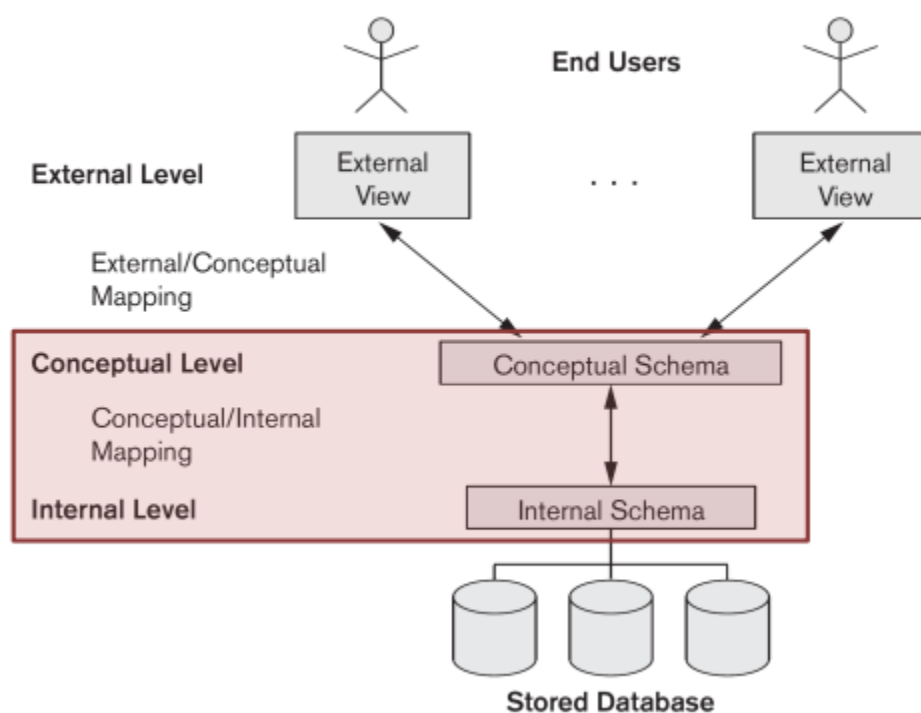 End Users
External Level
External
View
. . .
External
View
External/Conceptual
Mapping
Conceptual Level
Conceptual Schema
Conceptual/Internal
Mapping
Internal Level
Internal Schema
Stored Database